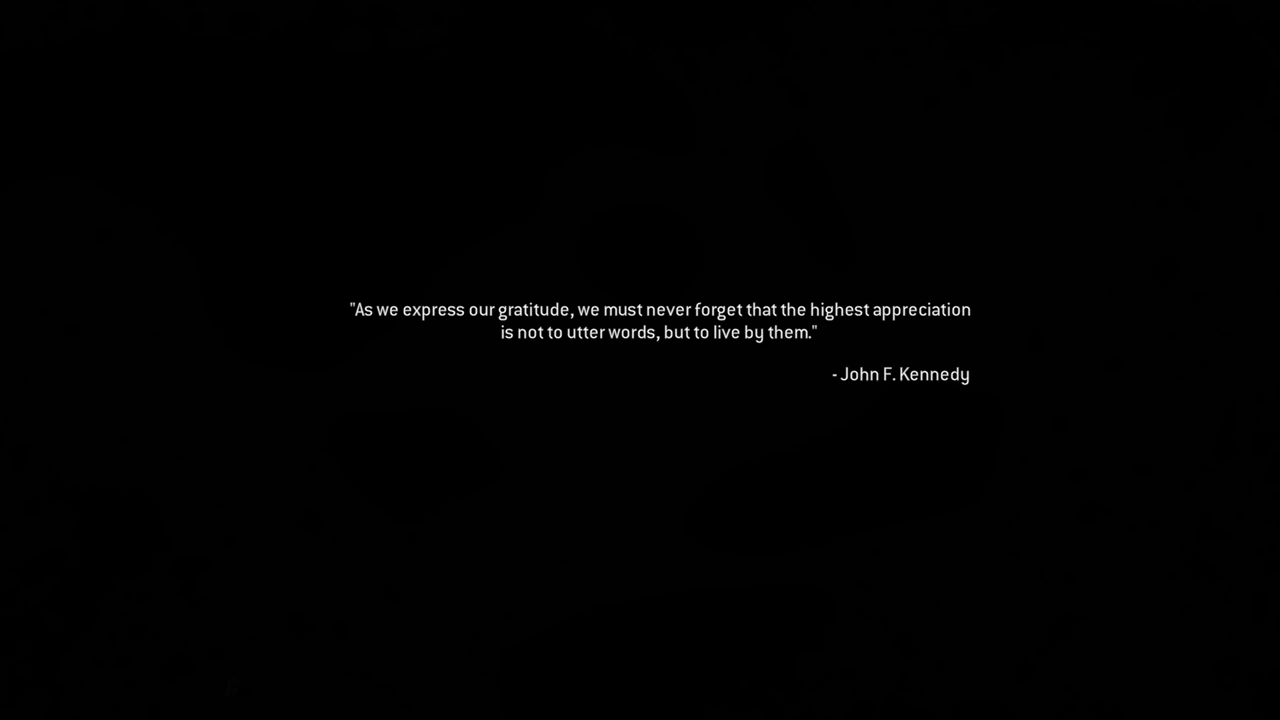 "As we express our gratitude, we must never forget that the highest appreciation
is not to utter words, but to live by them."
- John F. Kennedy